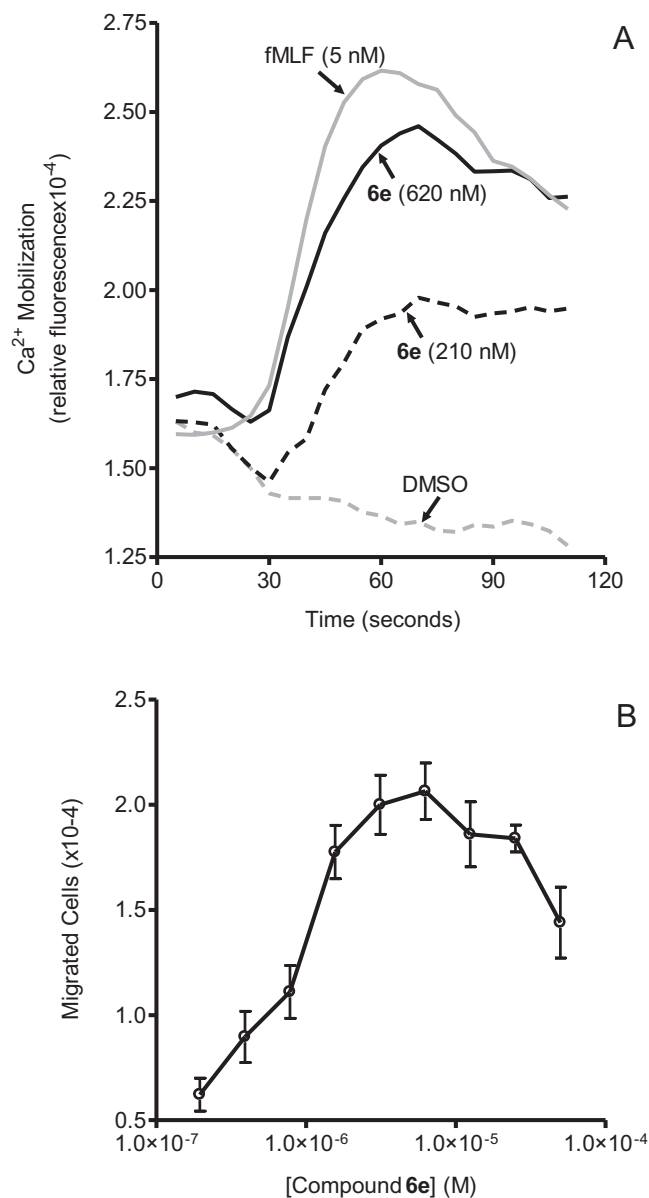 A
2.75
2.50
2.25
2.00
1.75
1.50
1.25
Ca2+ Mobilization
(relative fluorescencex10-4)
fMLF (5 nM)
6e (620 nM)
6e (210 nM)
DMSO
0
30
60
90
120
Time (seconds)
B
2.5
2.0
1.5
1.0
0.5
Migrated Cells (x10-4)
1.0×10-7
1.0×10-6
1.0×10-5
1.0×10-4
[Compound 6e] (M)